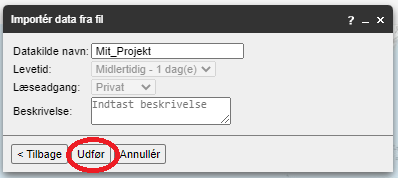 Importér data fra fil ? _ ×
Datakilde navn: Mit_Projekt
Levetid: Midlertidig - 1 dag(e)
Læseadgang: Privat
Beskrivelse: Indtast beskrivelse
< Tilbage Udfør Annullér